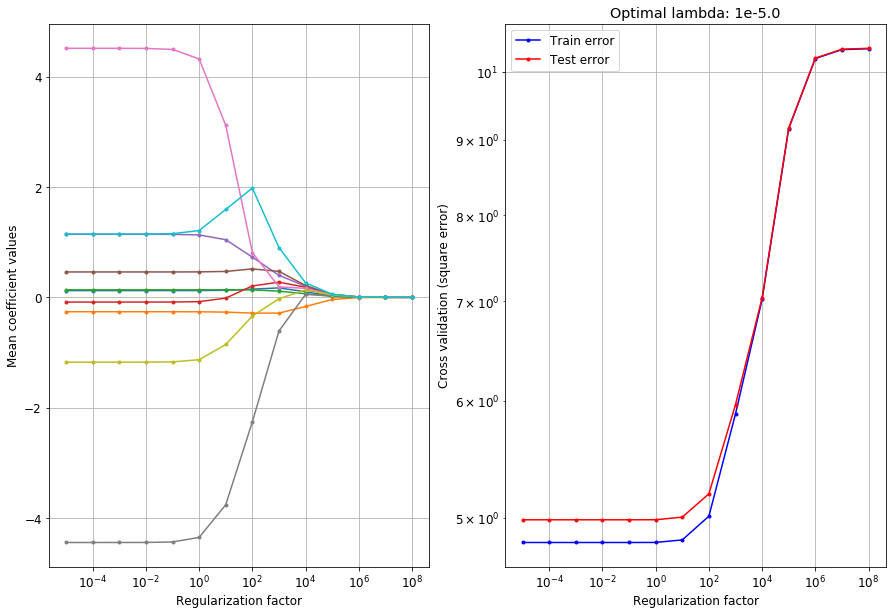 Optimal lambda: 1e-5.0
Train error
Test error
Mean coefficient values
4
2
0
−2
−4
10⁻⁴
10⁻²
10⁰
10²
10⁴
10⁶
10⁸
Regularization factor
Cross validation (square error)
10¹
9 × 10⁰
8 × 10⁰
7 × 10⁰
6 × 10⁰
5 × 10⁰
10⁻⁴
10⁻²
10⁰
10²
10⁴
10⁶
10⁸
Regularization factor